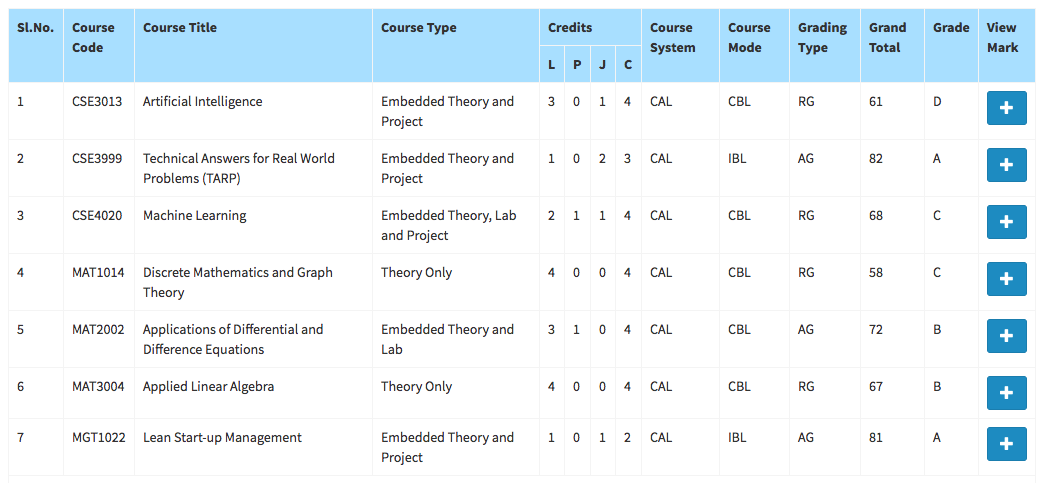 Sl.No. Course Code Course Title Course Type Credits Course System Course Mode Grading Type Grand Total Grade View Mark
L P J C
1 CSE3013 Artificial Intelligence Embedded Theory and Project 3 0 1 4 CAL CBL RG 61 D
2 CSE3999 Technical Answers for Real World Problems (TARP) Embedded Theory and Project 1 0 2 3 CAL IBL AG 82 A
3 CSE4020 Machine Learning Embedded Theory, Lab and Project 2 1 1 4 CAL CBL RG 68 C
4 MAT1014 Discrete Mathematics and Graph Theory Theory Only 4 0 0 4 CAL CBL RG 58 C
5 MAT2002 Applications of Differential and Difference Equations Embedded Theory and Lab 3 1 0 4 CAL CBL AG 72 B
6 MAT3004 Applied Linear Algebra Theory Only 4 0 0 4 CAL CBL RG 67 B
7 MGT1022 Lean Start-up Management Embedded Theory and Project 1 0 1 2 CAL IBL AG 81 A